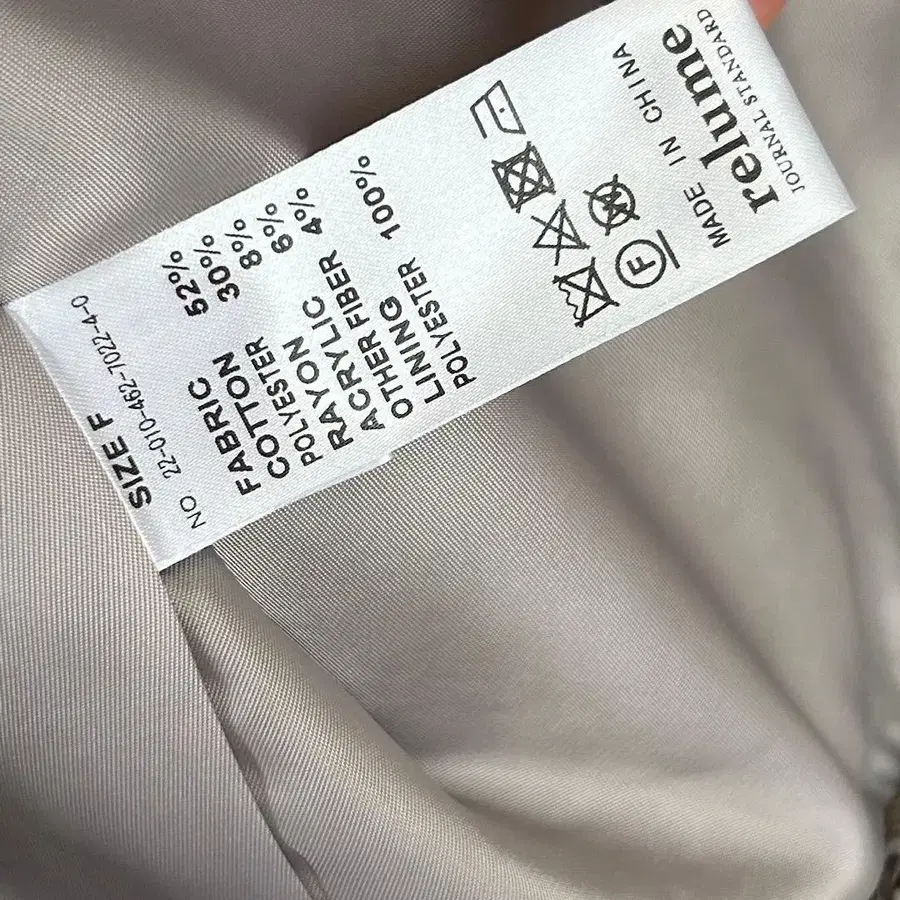 SIZE F
NO 22-010-462-7022-4-0
FABRIC
COTTON 52%
POLYESTER 30%
RAYON 8%
ACRYLIC 6%
OTHER FIBER 4%
LINING
POLYESTER 100%
F
MADE IN CHINA
relume
JOURNAL STANDARD